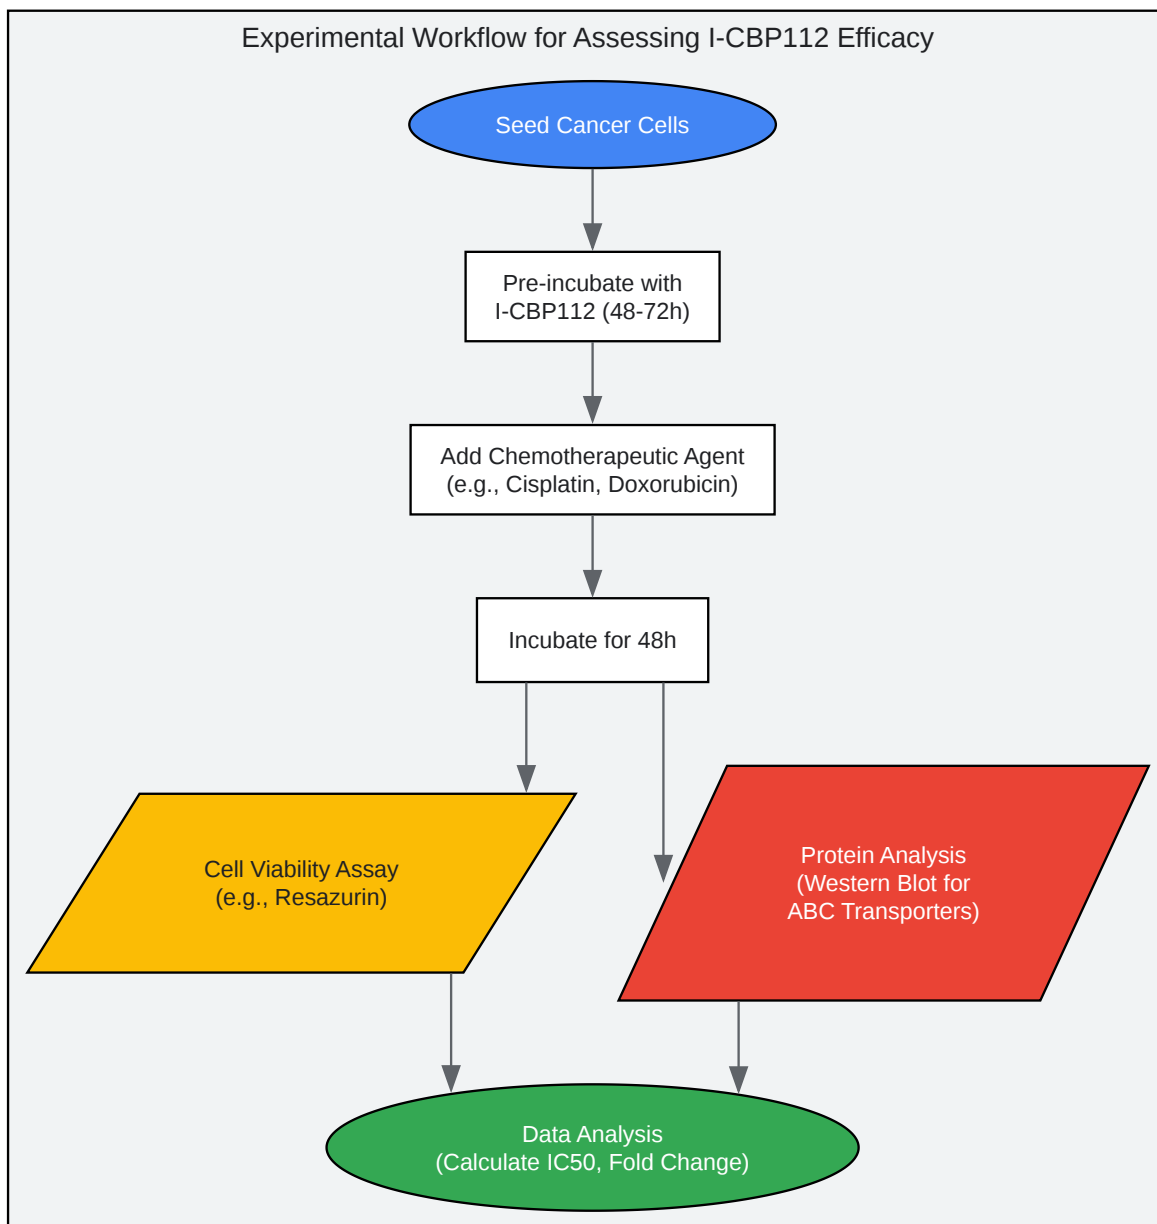 Experimental Workflow for Assessing I-CBP112 Efficacy
Seed Cancer Cells
Pre-incubate with
I-CBP112 (48-72h)
Add Chemotherapeutic Agent
(e.g., Cisplatin, Doxorubicin)
Incubate for 48h
Cell Viability Assay
(e.g., Resazurin)
Protein Analysis
(Western Blot for
ABC Transporters)
Data Analysis
(Calculate IC50, Fold Change)